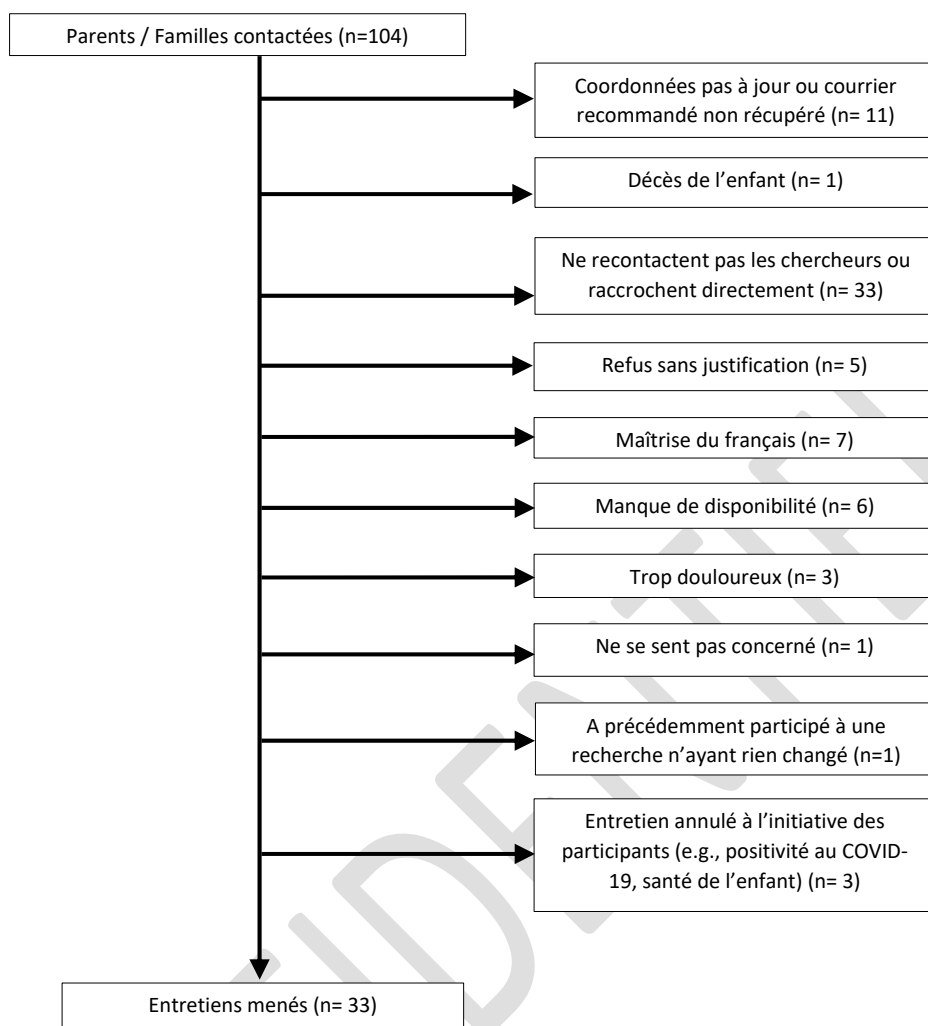 Parents / Familles contactées (n=104)
Coordonnées pas à jour ou courrier
recommandé non récupéré (n= 11)
Décès de l’enfant (n= 1)
Ne recontactent pas les chercheurs ou
raccrochent directement (n= 33)
Refus sans justification (n= 5)
Maîtrise du français (n= 7)
Manque de disponibilité (n= 6)
Trop douloureux (n= 3)
Ne se sent pas concerné (n= 1)
A précédemment participé à une
recherche n’ayant rien changé (n=1)
Entretien annulé à l’initiative des
participants (e.g., positivité au COVID-
19, santé de l’enfant) (n= 3)
Entretiens menés (n= 33)